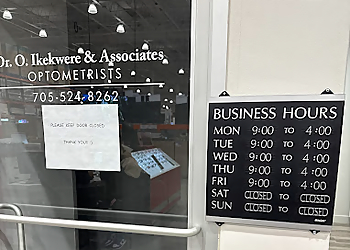 Dr. O. Ikekwere & Associates
OPTOMETRISTS
705-524-8262
PLEASE KEEP DOOR CLOSED
THANK YOU :)
BUSINESS HOURS
MON 9:00 TO 4:00
TUE 9:00 TO 4:00
WED 9:00 TO 4:00
THU 9:00 TO 4:00
FRI 9:00 TO 4:00
SAT CLOSED TO CLOSED
SUN CLOSED TO CLOSED